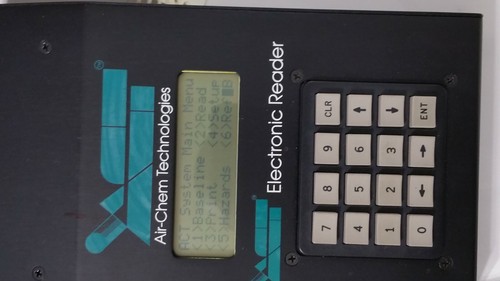 Air-Chem Technologies
ACT System Main Menu
<1>Baseline <2>Read
<3>Print <4>Setup
<5>Hazards <6>
Electronic Reader
7 8 9 CLR
4 5 6 →
1 2 3 ←
0 ↑ ↓ ENT